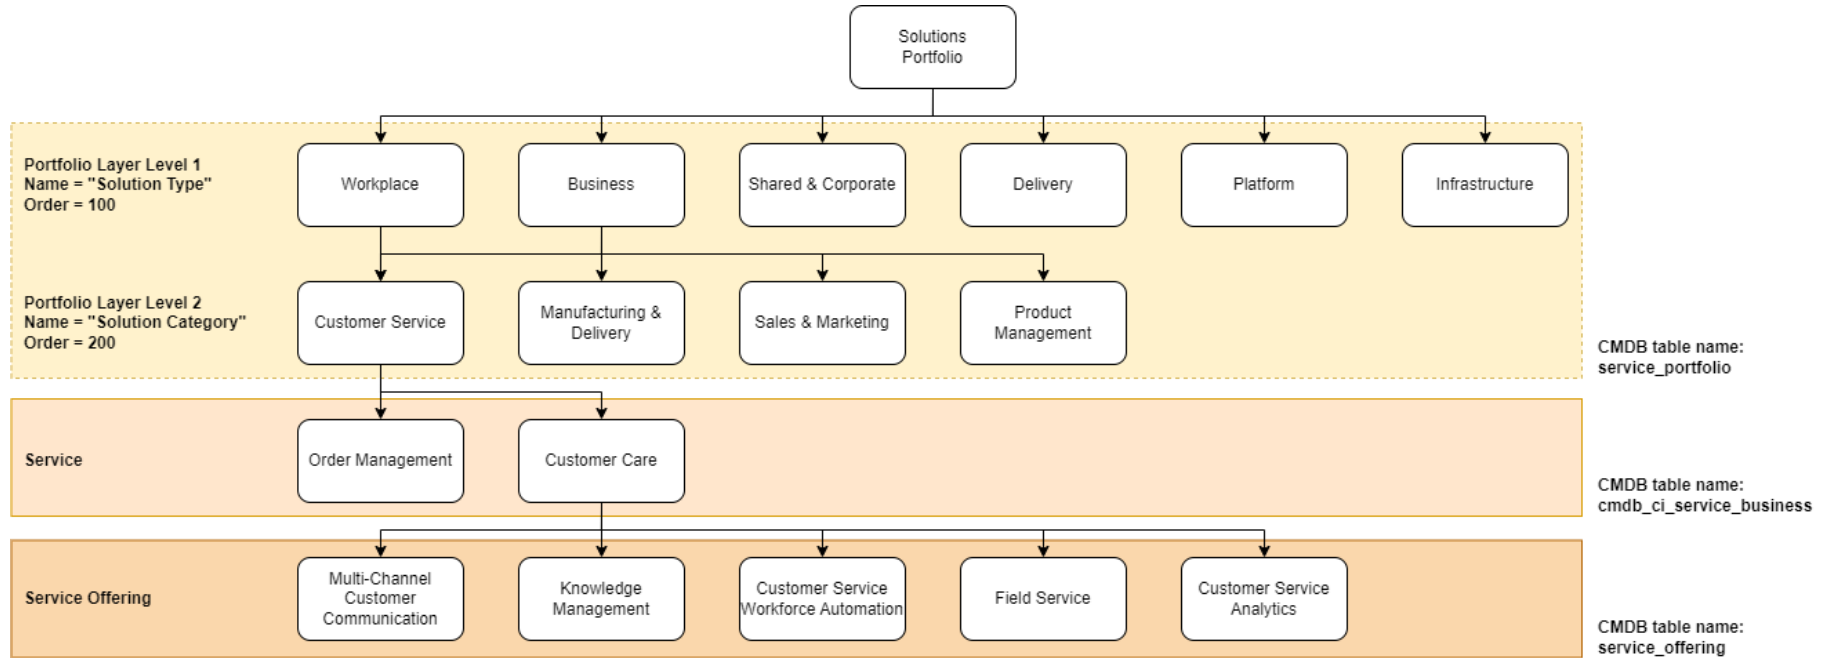 Solutions
Portfolio
Portfolio Layer Level 1
Name = "Solution Type"
Order = 100
Workplace
Business
Shared & Corporate
Delivery
Platform
Infrastructure
Portfolio Layer Level 2
Name = "Solution Category"
Order = 200
Customer Service
Manufacturing &
Delivery
Sales & Marketing
Product
Management
CMDB table name:
service_portfolio
Service
Order Management
Customer Care
CMDB table name:
cmdb_ci_service_business
Service Offering
Multi-Channel
Customer
Communication
Knowledge
Management
Customer Service
Workforce Automation
Field Service
Customer Service
Analytics
CMDB table name:
service_offering